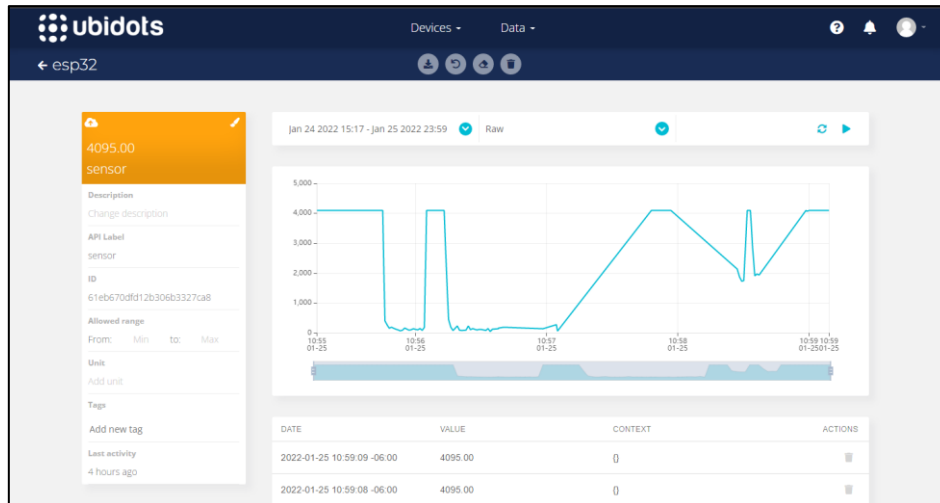 ubidots
Devices
Data
esp32
4095.00
sensor
Description
Change description
API Label
sensor
ID
61eb670dfd12b306b3327ca8
Allowed range
From: Min to: Max
Unit
Add unit
Tags
Add new tag
Last activity
4 hours ago
Jan 24 2022 15:17 - Jan 25 2022 23:59 Raw
5,000
4,000
3,000
2,000
1,000
0
10:55 10:56 10:57 10:58 10:59 10:59
01-25 01-25 01-25 01-25 01-2501-25
DATE VALUE CONTEXT ACTIONS
2022-01-25 10:59:09 -06:00 4095.00 {}
2022-01-25 10:59:08 -06:00 4095.00 {}